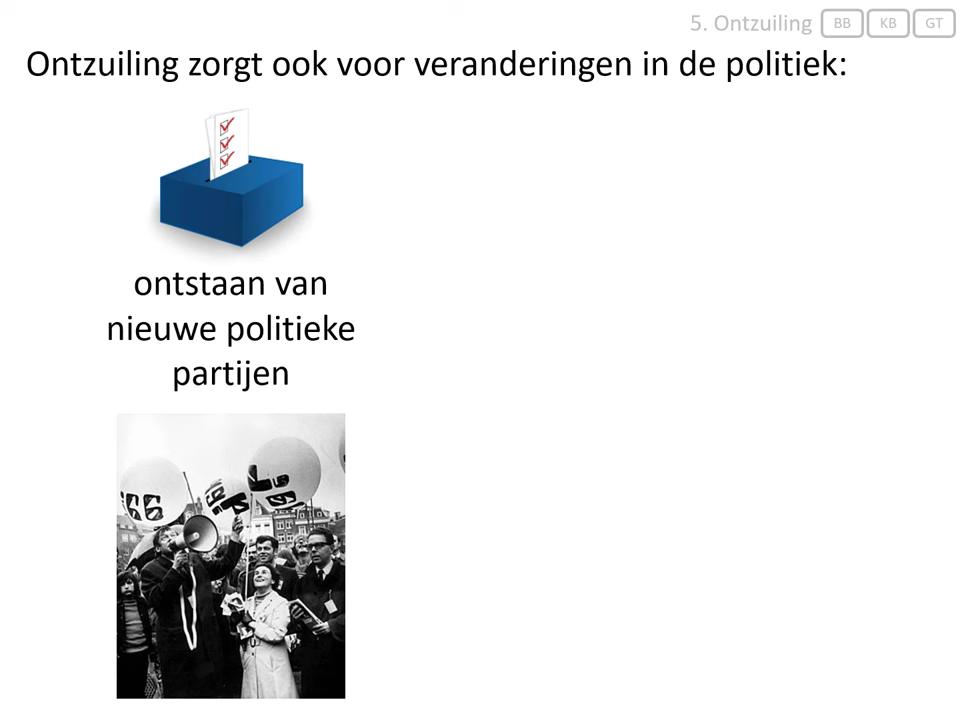 5. Ontzuiling BB KB GT
Ontzuiling zorgt ook voor veranderingen in de politiek:
ontstaan van
nieuwe politieke
partijen
'66